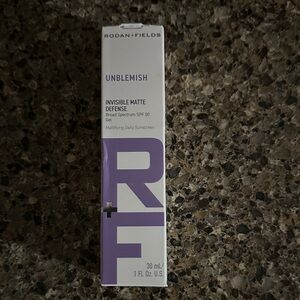 RODAN+FIELDS
UNBLEMISH
INVISIBLE MATTE
DEFENSE
Broad Spectrum SPF 30
Gel
Mattifying Daily Sunscreen
R
+
F
30 mL/
1 FL Oz. U.S